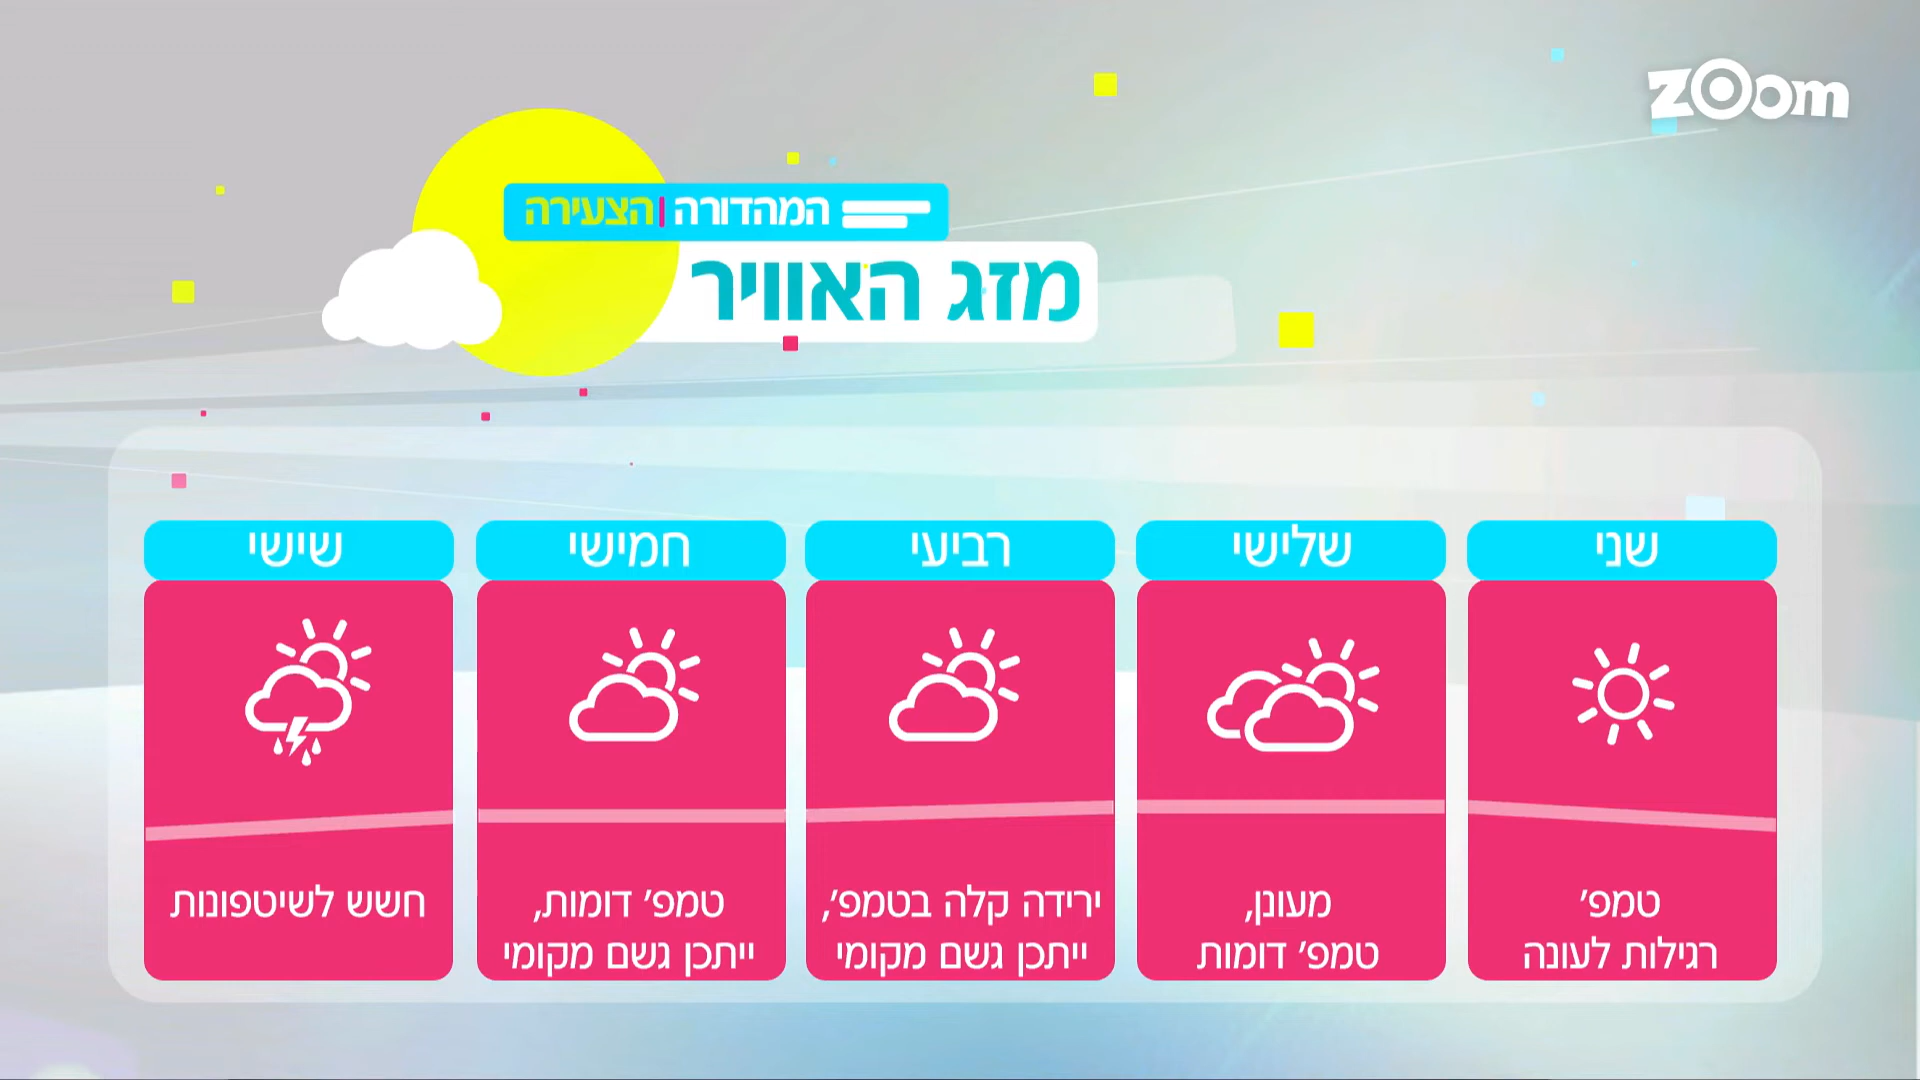 zoom
המהדורה | הצעירה
מזג האוויר
שני
טמפ'
רגילות לעונה
שלישי
מעונן,
טמפ' דומות
רביעי
ירידה קלה בטמפ',
ייתכן גשם מקומי
חמישי
טמפ' דומות,
ייתכן גשם מקומי
שישי
חשש לשיטפונות